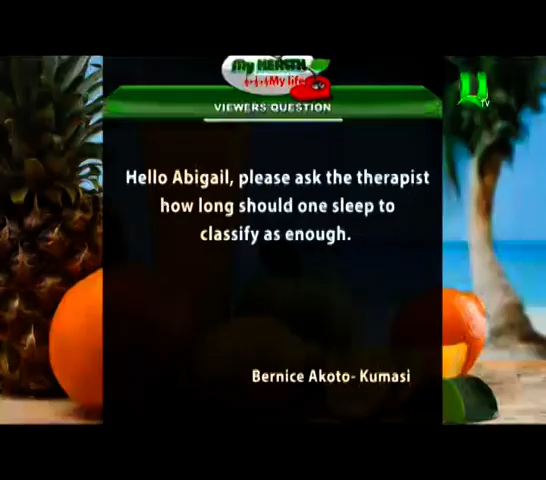 My HEALTH
My life
UTV
VIEWERS QUESTION
Hello Abigail, please ask the therapist
how long should one sleep to
classify as enough.
Bernice Akoto- Kumasi